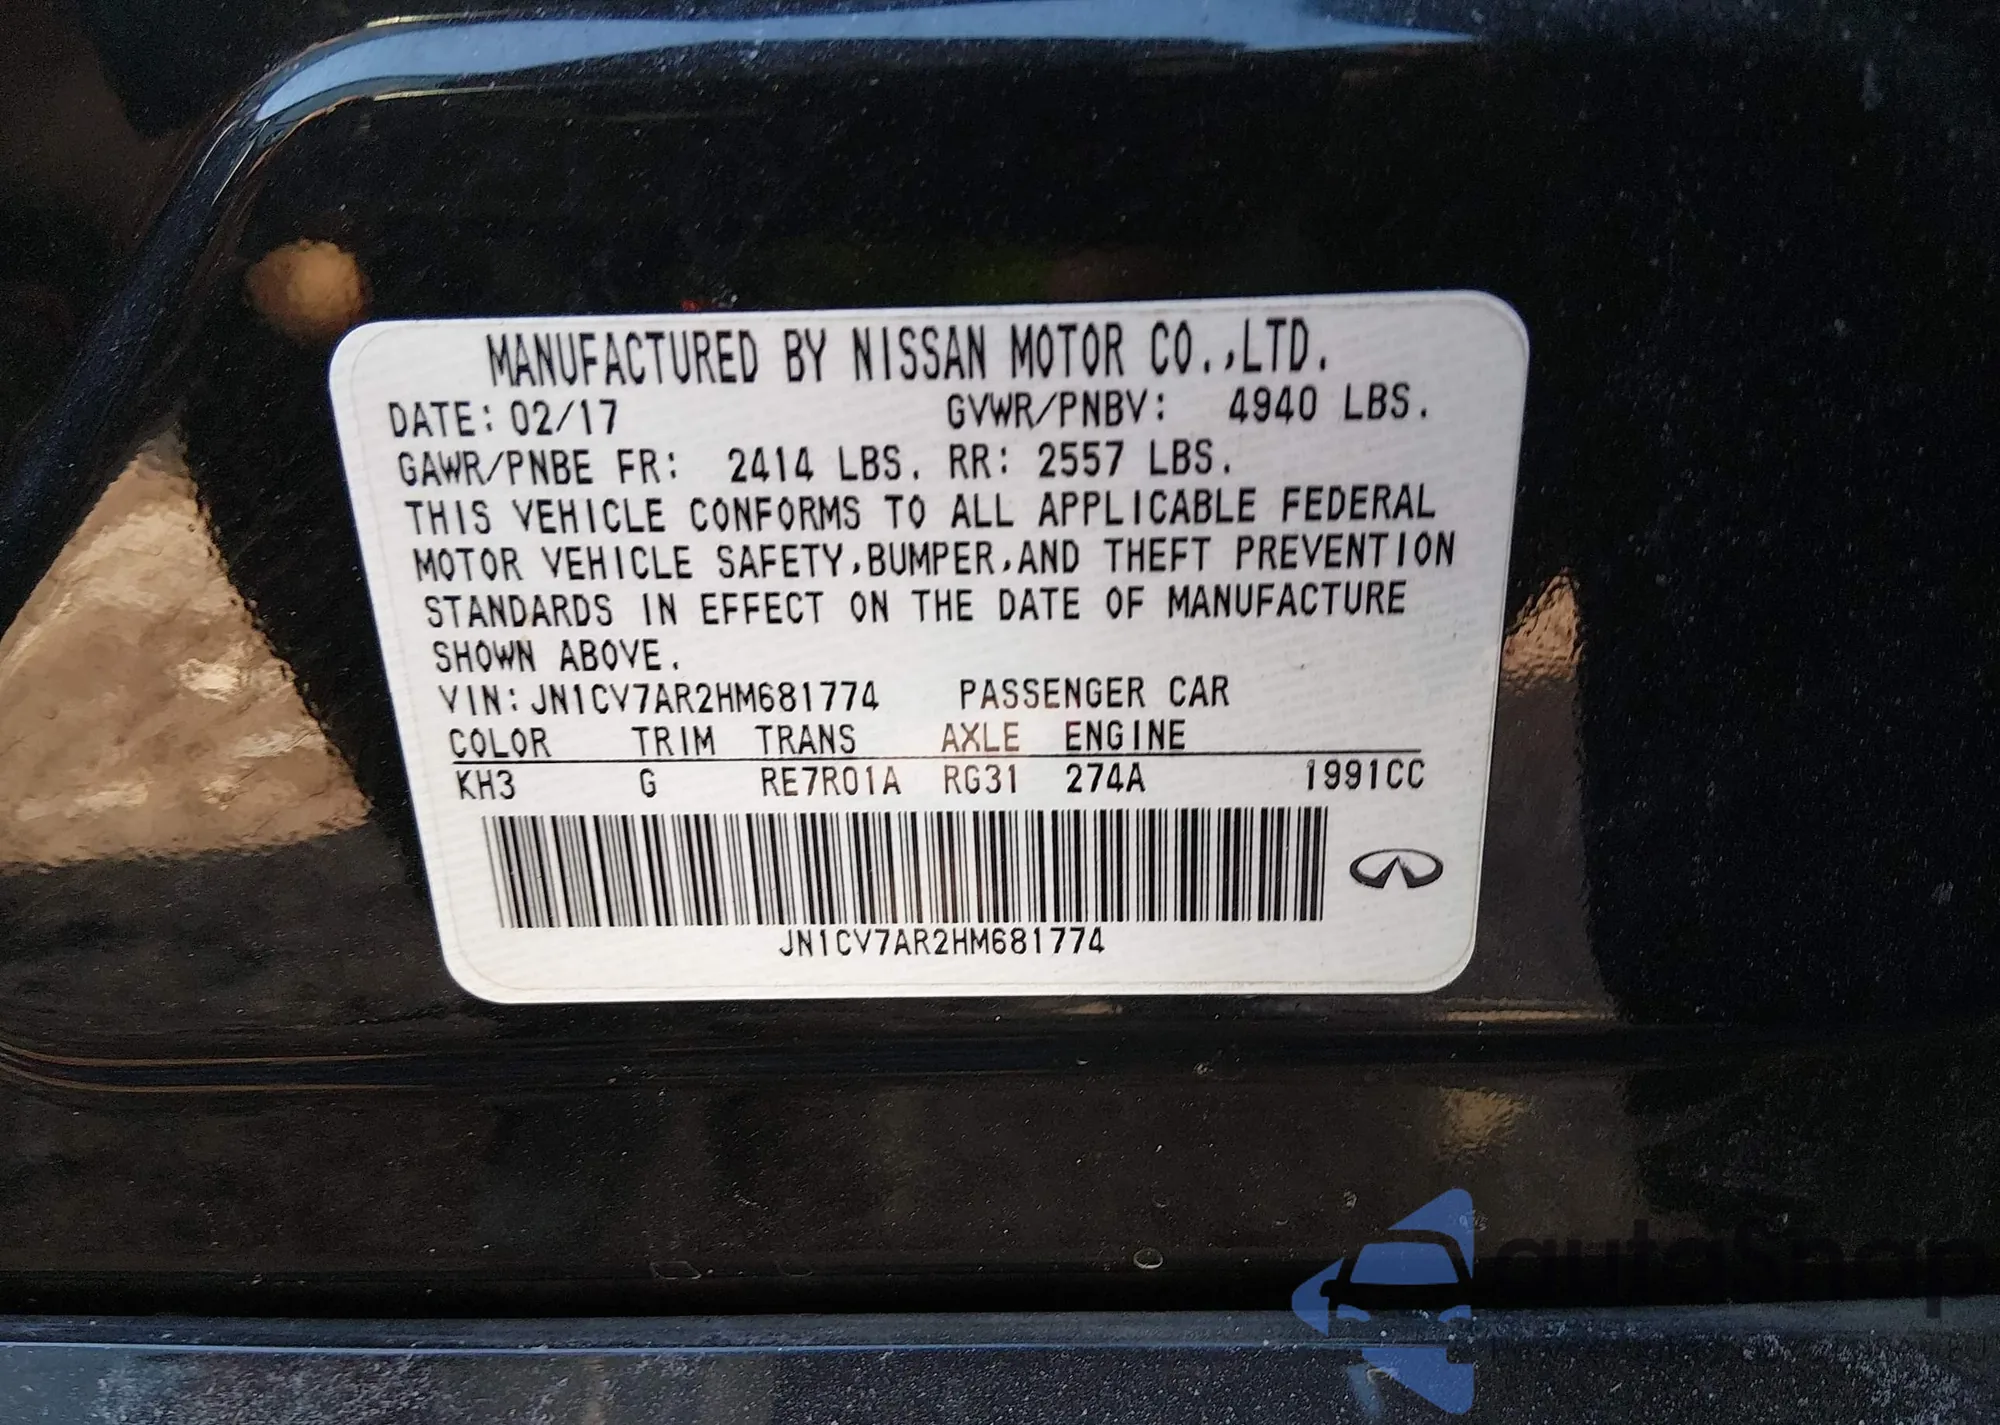 MANUFACTURED BY NISSAN MOTOR CO.,LTD.
DATE: 02/17 GVWR/PNBV: 4940 LBS.
GAWR/PNBE FR: 2414 LBS. RR: 2557 LBS.
THIS VEHICLE CONFORMS TO ALL APPLICABLE FEDERAL
MOTOR VEHICLE SAFETY,BUMPER,AND THEFT PREVENTION
STANDARDS IN EFFECT ON THE DATE OF MANUFACTURE
SHOWN ABOVE.
VIN: JN1CV7AR2HM681774 PASSENGER CAR
COLOR TRIM TRANS AXLE ENGINE
KH3 G RE7R01A RG31 274A 1991CC
JN1CV7AR2HM681774
autoSnap